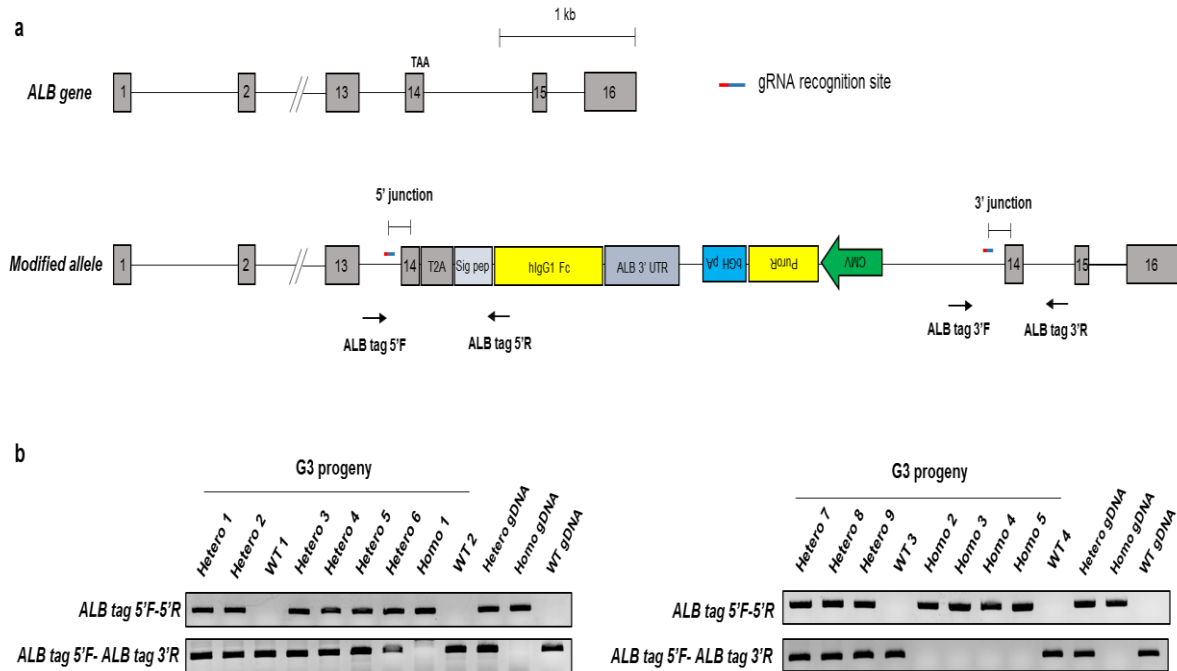 a
1 kb
TAA
ALB gene
1
2
13
14
15
16
gRNA recognition site
5' junction
3' junction
Modified allele
1
2
13
14
T2A
Sig pep
hIgG1 Fc
ALB 3' UTR
bGH pA
PuroR
CMV
14
15
16
ALB tag 5'F
ALB tag 5'R
ALB tag 3'F
ALB tag 3'R
b
G3 progeny
Hetero 1
Hetero 2
WT 1
Hetero 3
Hetero 4
Hetero 5
Hetero 6
Homo 1
WT 2
Hetero gDNA
Homo gDNA
WT gDNA
ALB tag 5'F-5'R
ALB tag 5'F- ALB tag 3'R
G3 progeny
Hetero 7
Hetero 8
Hetero 9
WT 3
Homo 2
Homo 3
Homo 4
Homo 5
WT 4
Hetero gDNA
Homo gDNA
WT gDNA
ALB tag 5'F-5'R
ALB tag 5'F- ALB tag 3'R